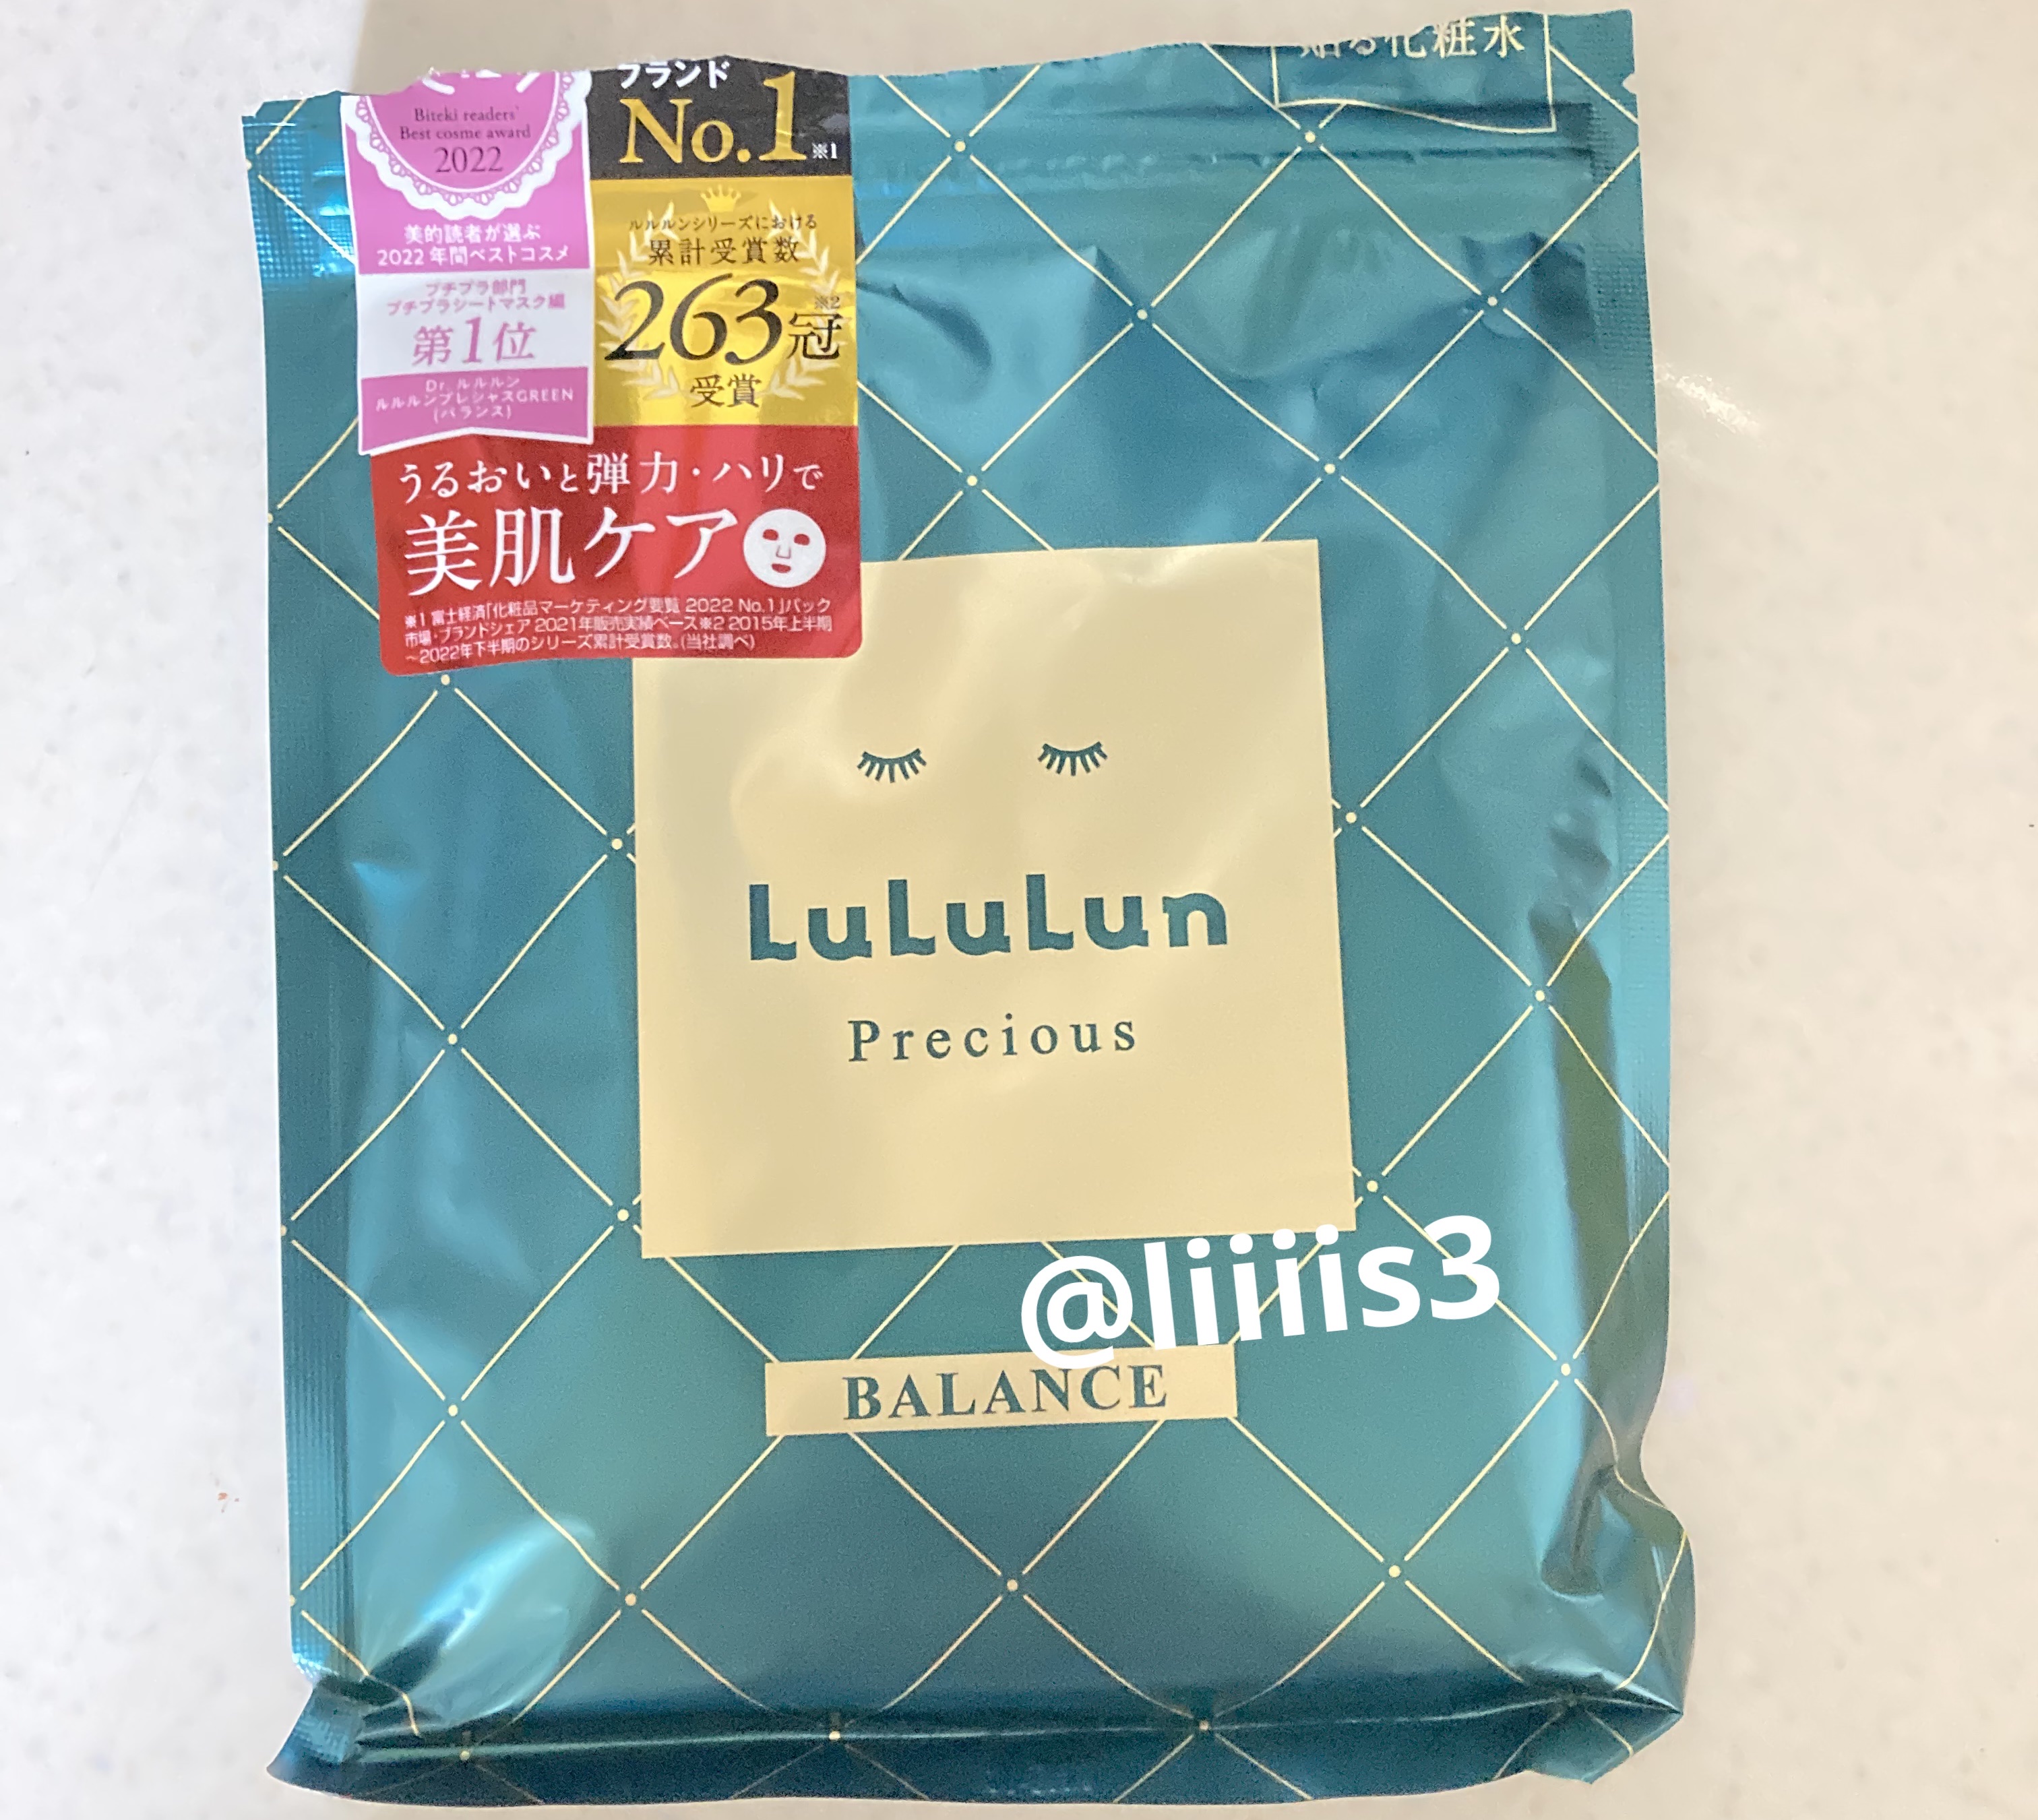 化粧水
Biteki readers'
Best cosme award
2022
美的読者が選ぶ
2022 年間ベストコスメ
プチプラ部門
プチプラシートマスク編
第1位
Dr. ルルルン
ルルルンプレシャスGREEN
(バランス)
ブランド
No.1 ※1
ルルルンシリーズにおける
累計受賞数
263冠 ※2
受賞
うるおいと弾力・ハリで
美肌ケア
※1 富士経済「化粧品マーケティング要覧 2022 No.1」パック
市場・ブランドシェア 2021年販売実績ベース※2 2015年上半期
～2022年下半期のシリーズ累計受賞数。(当社調べ)
LuLuLun
Precious
@liiiis3
BALANCE